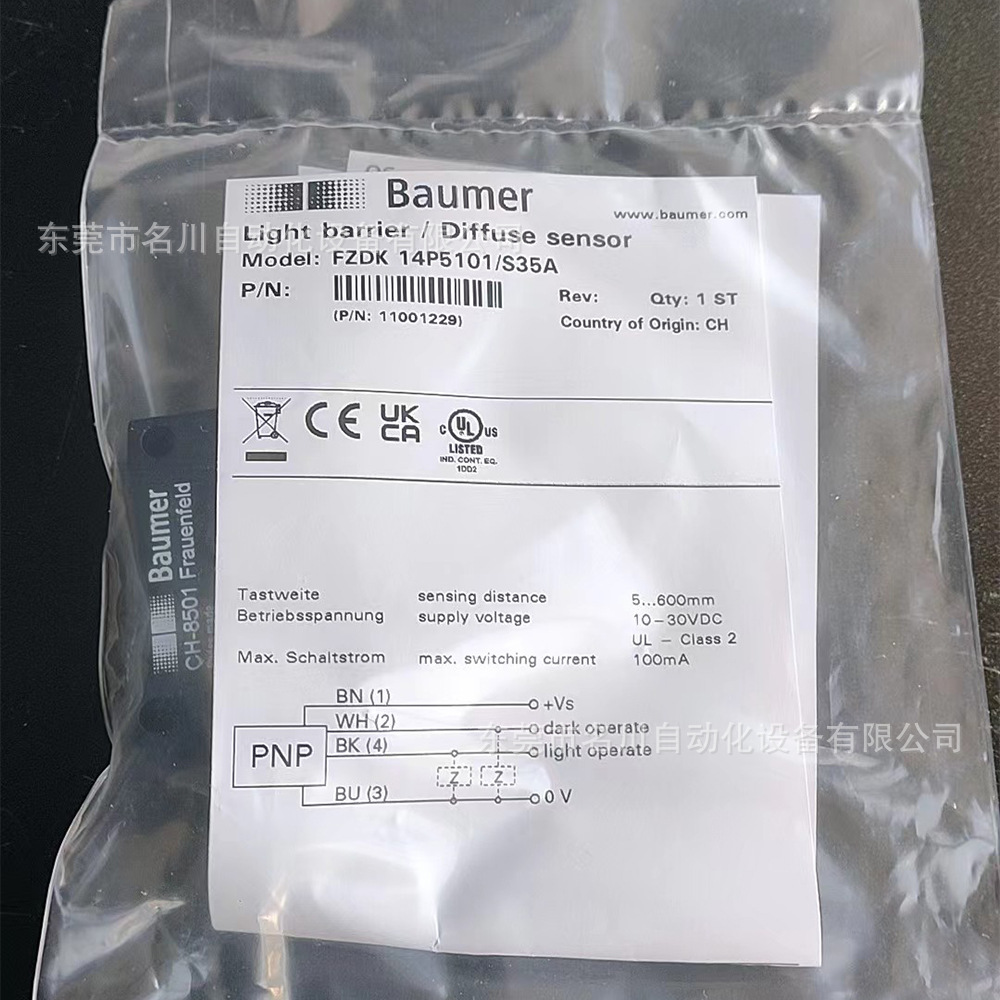 Baumer
www.baumer.com
东莞市名川自动化设备有限公司
Light barrier / Diffuse sensor
Model: FZDK 14P5101/S35A
P/N:
(P/N: 11001229)
Rev: Qty: 1 ST
Country of Origin: CH
CE UK CA
C UL US
LISTED
IND. CONT. EQ.
1002
Baumer
CH-8501 Frauenfeld
Tastweite sensing distance 5...600mm
Betriebsspannung supply voltage 10-30VDC
UL - Class 2
Max. Schaltstrom max. switching current 100mA
BN (1) +Vs
WH (2) dark operate
东莞市名川自动化设备有限公司
PNP BK (4) light operate
Z Z
BU (3) 0 V